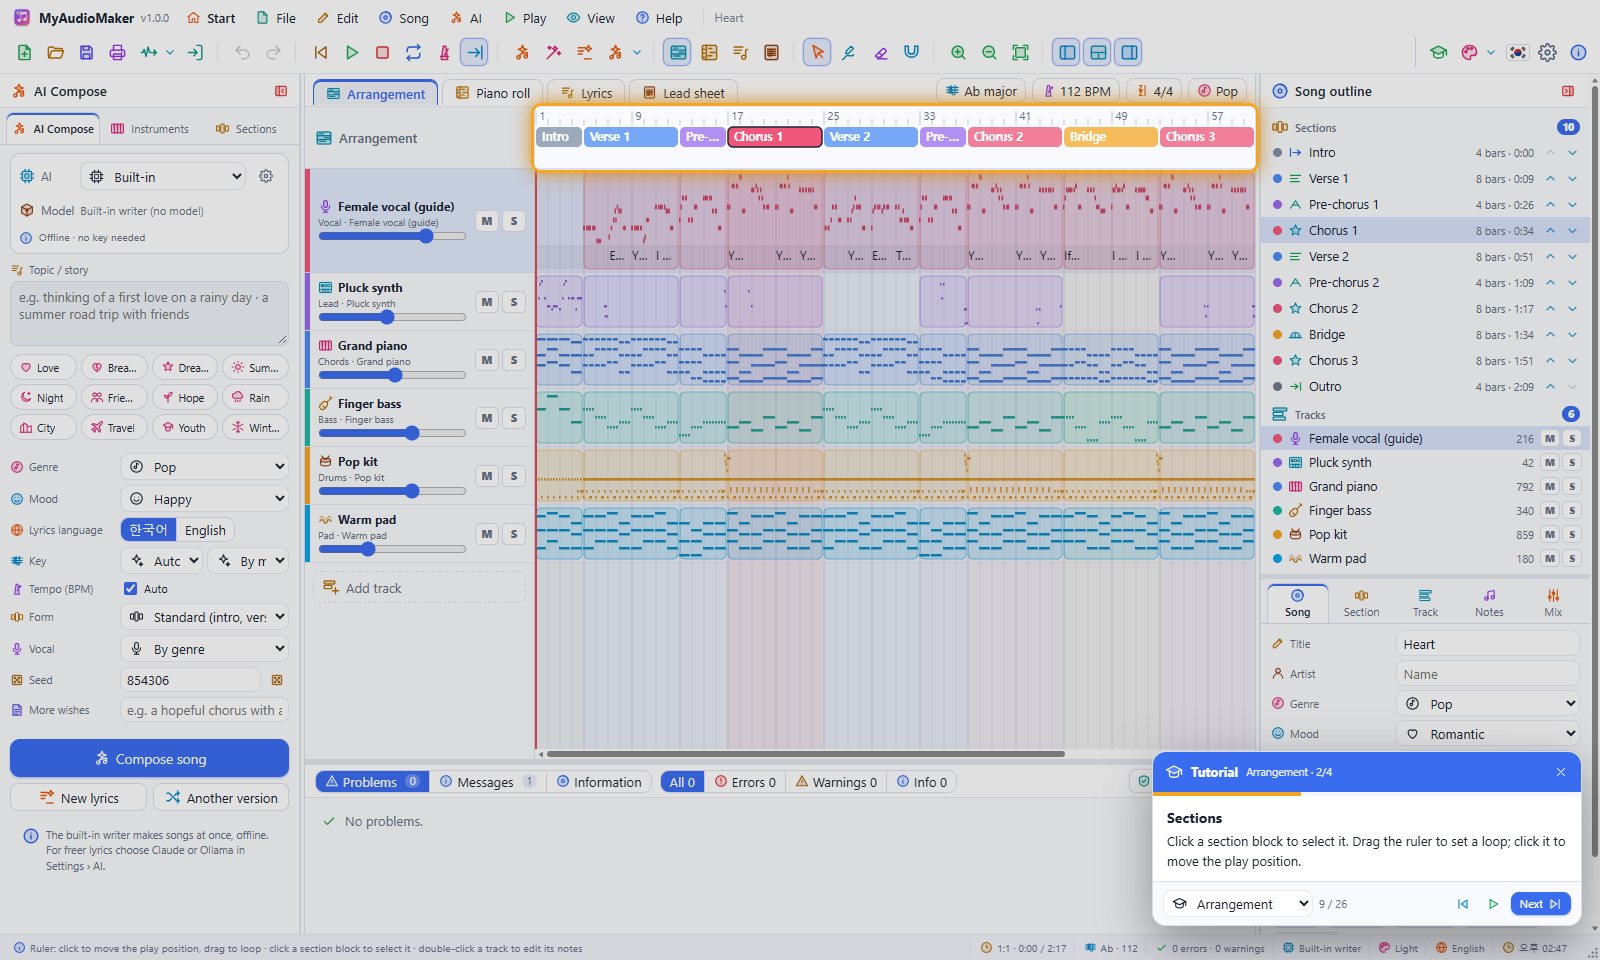 MyAudioMaker v1.0.0 Start File Edit Song AI Play View Help Heart
AI Compose
AI Compose Instruments Sections
AI Built-in
Model Built-in writer (no model)
Offline · no key needed
Topic / story
e.g. thinking of a first love on a rainy day · a
summer road trip with friends
Love Brea... Drea... Sum...
Night Frie... Hope Rain
City Travel Youth Wint...
Genre Pop
Mood Happy
Lyrics language 한국어 English
Key Auto By m
Tempo (BPM) Auto
Form Standard (intro, vers
Vocal By genre
Seed 854306
More wishes e.g. a hopeful chorus with a
Compose song
New lyrics Another version
The built-in writer makes songs at once, offline.
For freer lyrics choose Claude or Ollama in
Settings › AI.
Arrangement Piano roll Lyrics Lead sheet Ab major 112 BPM 4/4 Pop
Arrangement
1 9 17 25 33 41 49 57
Intro Verse 1 Pre-... Chorus 1 Verse 2 Pre-... Chorus 2 Bridge Chorus 3
Female vocal (guide)
Vocal · Female vocal (guide)
M S
E... Y... I ... Y... Y... Y... Y... E... T... Y... Y... Y... If... I ... I ... Y... Y... Y...
Pluck synth
Lead · Pluck synth
M S
Grand piano
Chords · Grand piano
M S
Finger bass
Bass · Finger bass
M S
Pop kit
Drums · Pop kit
M S
Warm pad
Pad · Warm pad
M S
Add track
Problems 0 Messages 1 Information All 0 Errors 0 Warnings 0 Info 0
No problems.
Song outline
Sections 10
Intro 4 bars · 0:00
Verse 1 8 bars · 0:09
Pre-chorus 1 4 bars · 0:26
Chorus 1 8 bars · 0:34
Verse 2 8 bars · 0:51
Pre-chorus 2 4 bars · 1:09
Chorus 2 8 bars · 1:17
Bridge 8 bars · 1:34
Chorus 3 8 bars · 1:51
Outro 4 bars · 2:09
Tracks 6
Female vocal (guide) 216 M S
Pluck synth 42 M S
Grand piano 792 M S
Finger bass 340 M S
Pop kit 859 M S
Warm pad 180 M S
Song Section Track Notes Mix
Title Heart
Artist Name
Genre Pop
Mood Romantic
Tutorial Arrangement · 2/4
Sections
Click a section block to select it. Drag the ruler to set a loop; click it to
move the play position.
Arrangement 9 / 26 Next
Ruler: click to move the play position, drag to loop · click a section block to select it · double-click a track to edit its notes 1:1 · 0:00 / 2:17 Ab · 112 0 errors · 0 warnings Built-in writer Light English 오후 02:47